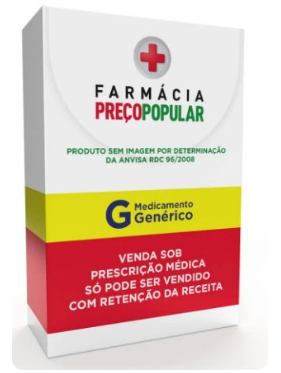 FARMÁCIA
PREÇOPOPULAR
PRODUTO SEM IMAGEM POR DETERMINAÇÃO
DA ANVISA RDC 96/2008
G Medicamento
Genérico
VENDA SOB
PRESCRIÇÃO MÉDICA
SÓ PODE SER VENDIDO
COM RETENÇÃO DA RECEITA